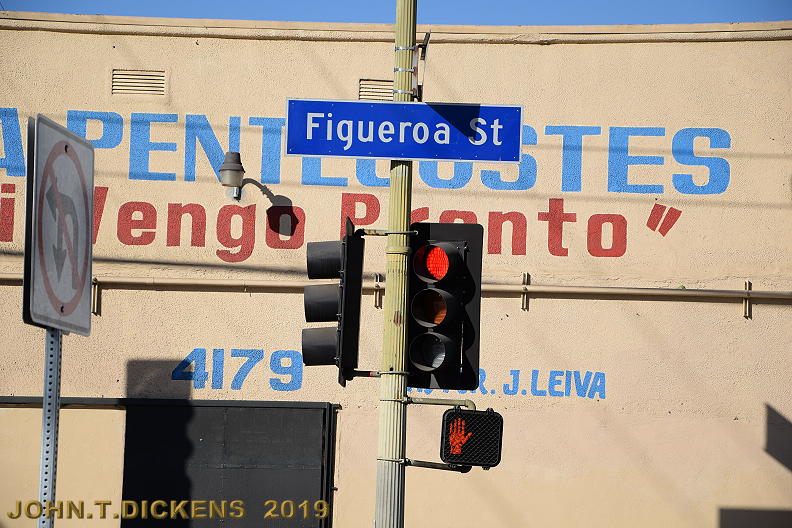 Figueroa St
A PENTECOSTES
i Vengo Pronto"
4179
J. LEIVA
JOHN.T.DICKENS 2019